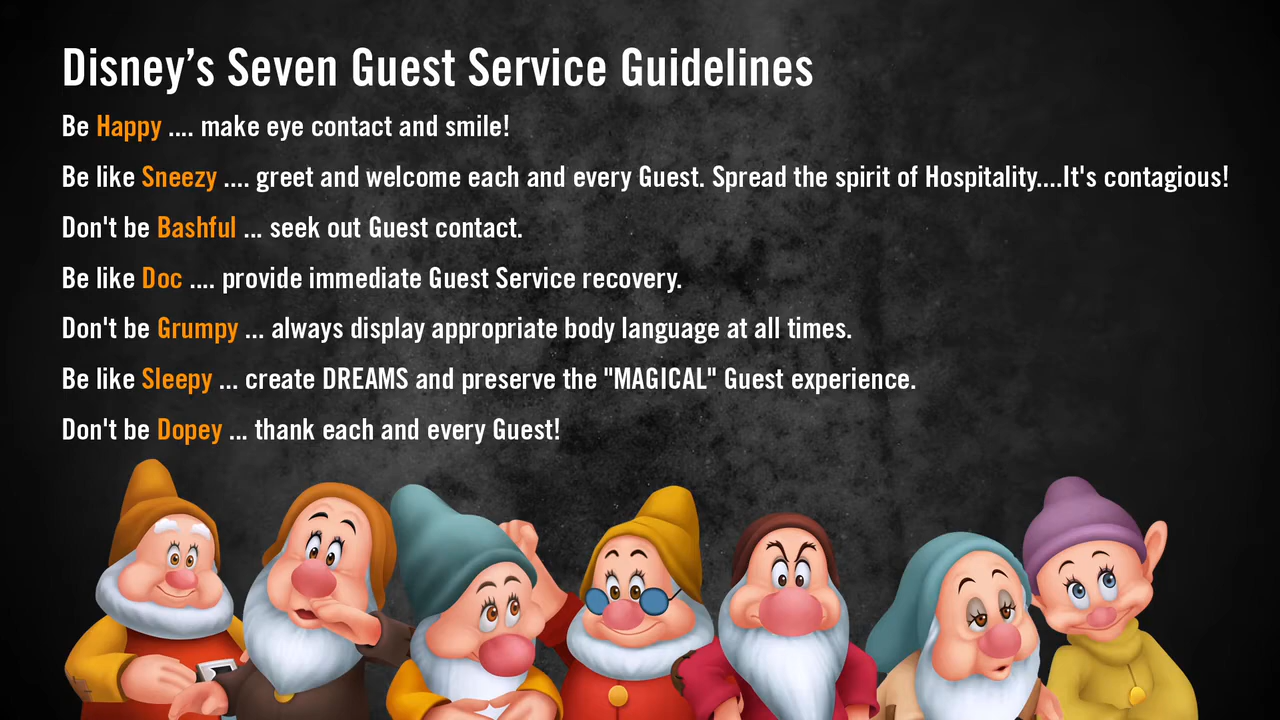 Disney’s Seven Guest Service Guidelines
Be Happy .... make eye contact and smile!
Be like Sneezy .... greet and welcome each and every Guest. Spread the spirit of Hospitality....It's contagious!
Don't be Bashful ... seek out Guest contact.
Be like Doc .... provide immediate Guest Service recovery.
Don't be Grumpy ... always display appropriate body language at all times.
Be like Sleepy ... create DREAMS and preserve the "MAGICAL" Guest experience.
Don't be Dopey ... thank each and every Guest!